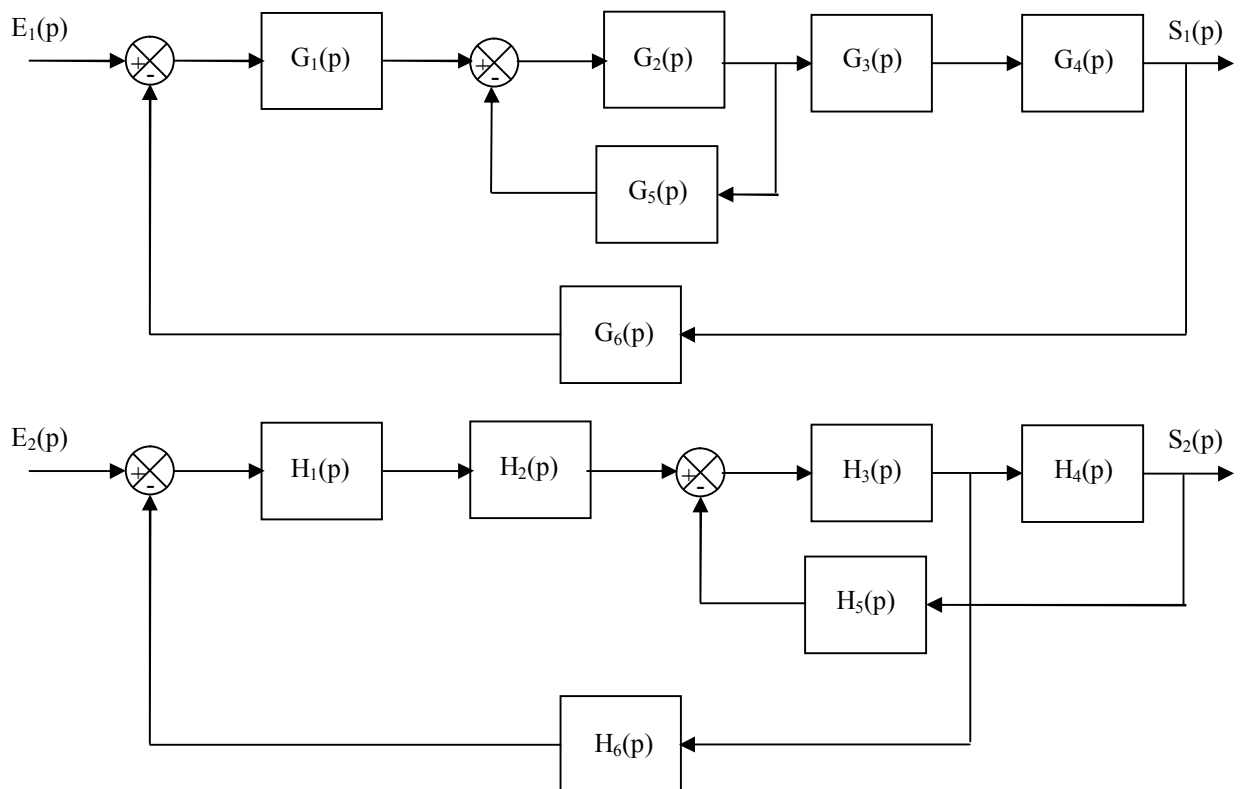 E₁(p)
S₁(p)
+
-
G₁(p)
+
-
G₂(p)
G₃(p)
G₄(p)
G₅(p)
G₆(p)
E₂(p)
S₂(p)
+
-
H₁(p)
H₂(p)
+
-
H₃(p)
H₄(p)
H₅(p)
H₆(p)